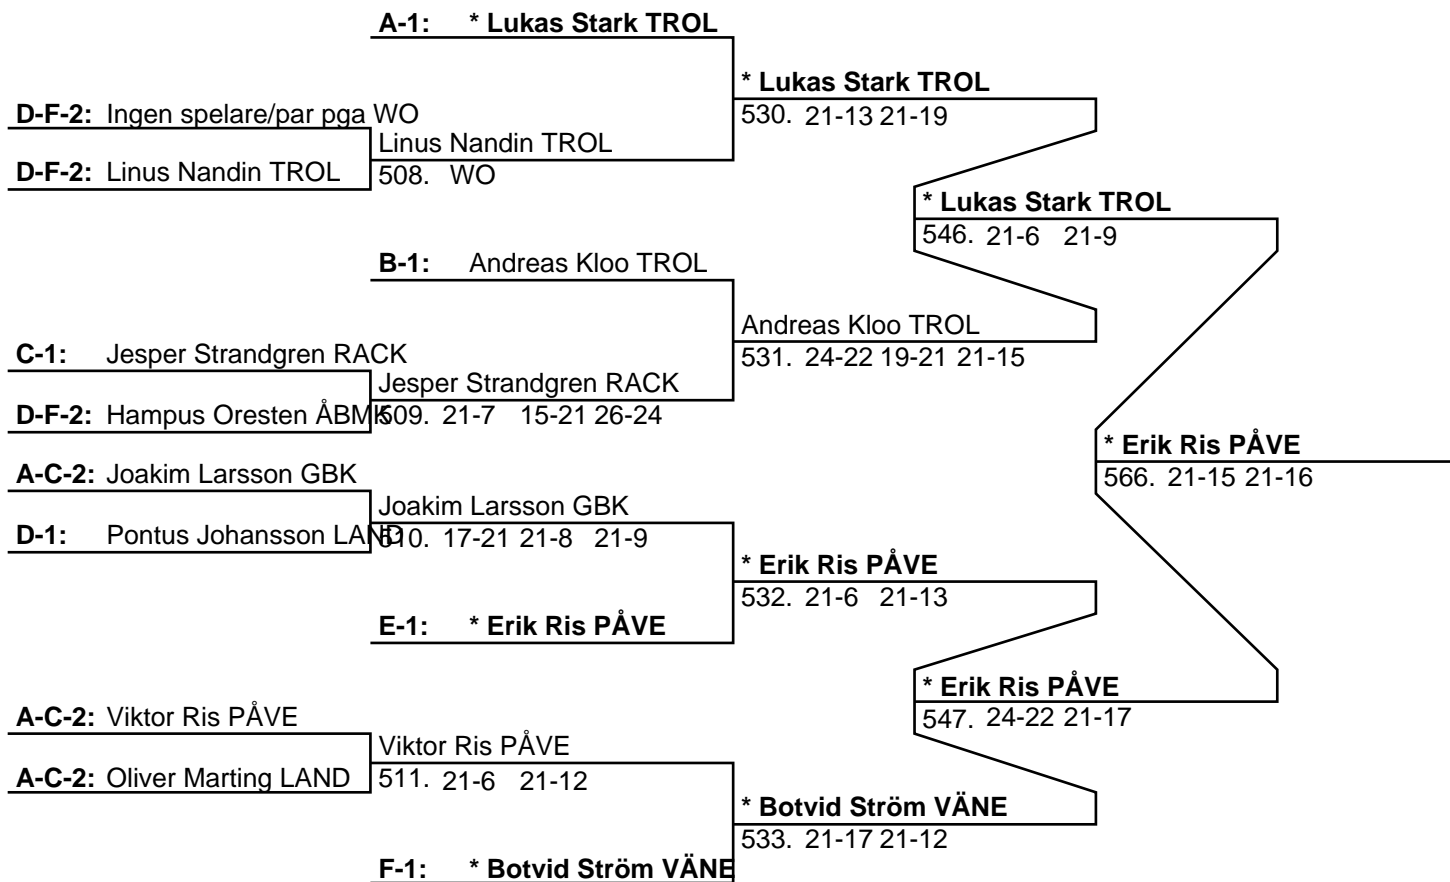 A-1: * Lukas Stark TROL
* Lukas Stark TROL
530. 21-13 21-19
D-F-2: Ingen spelare/par pga WO
Linus Nandin TROL
D-F-2: Linus Nandin TROL
508. WO
* Lukas Stark TROL
546. 21-6 21-9
B-1: Andreas Kloo TROL
Andreas Kloo TROL
531. 24-22 19-21 21-15
C-1: Jesper Strandgren RACK
Jesper Strandgren RACK
D-F-2: Hampus Oresten ÅBMK
509. 21-7 15-21 26-24
* Erik Ris PÅVE
566. 21-15 21-16
A-C-2: Joakim Larsson GBK
Joakim Larsson GBK
D-1: Pontus Johansson LAND
510. 17-21 21-8 21-9
* Erik Ris PÅVE
532. 21-6 21-13
E-1: * Erik Ris PÅVE
* Erik Ris PÅVE
547. 24-22 21-17
A-C-2: Viktor Ris PÅVE
Viktor Ris PÅVE
A-C-2: Oliver Marting LAND
511. 21-6 21-12
* Botvid Ström VÄNE
533. 21-17 21-12
F-1: * Botvid Ström VÄNE